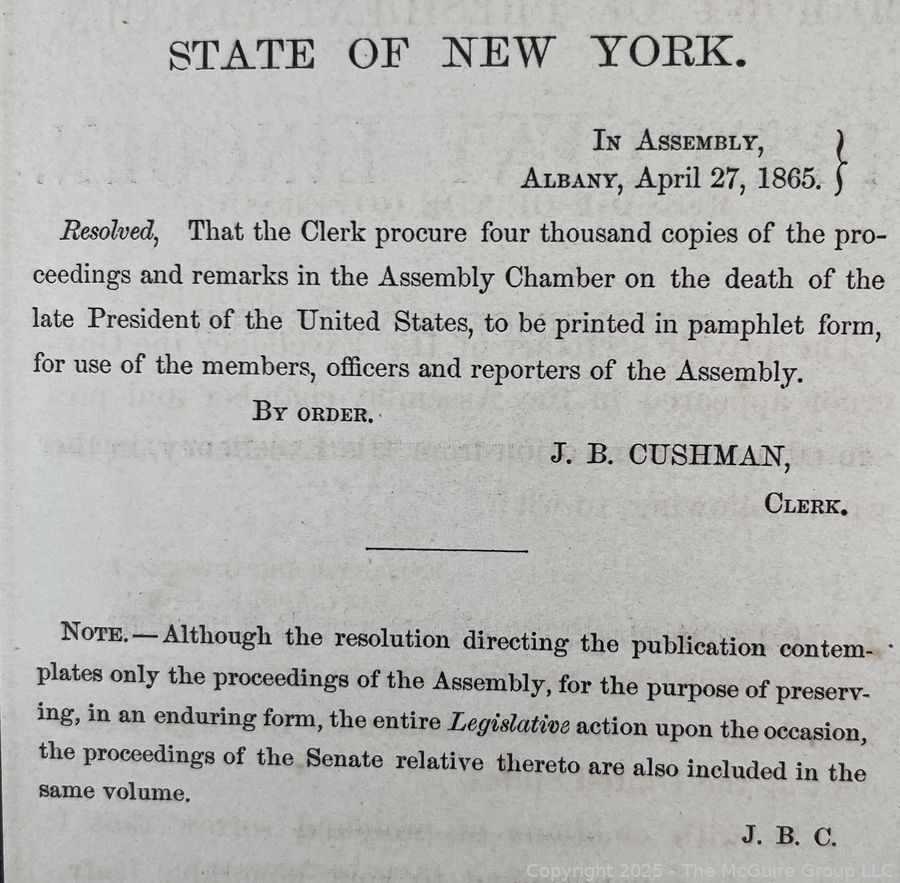 STATE OF NEW YORK.
In Assembly,
Albany, April 27, 1865. }
Resolved, That the Clerk procure four thousand copies of the pro-
ceedings and remarks in the Assembly Chamber on the death of the
late President of the United States, to be printed in pamphlet form,
for use of the members, officers and reporters of the Assembly.
By order.
J. B. CUSHMAN,
Clerk.
Note.—Although the resolution directing the publication contem-
plates only the proceedings of the Assembly, for the purpose of preserv-
ing, in an enduring form, the entire Legislative action upon the occasion,
the proceedings of the Senate relative thereto are also included in the
same volume.
J. B. C.
Copyright 2025 - The McGuire Group LLC